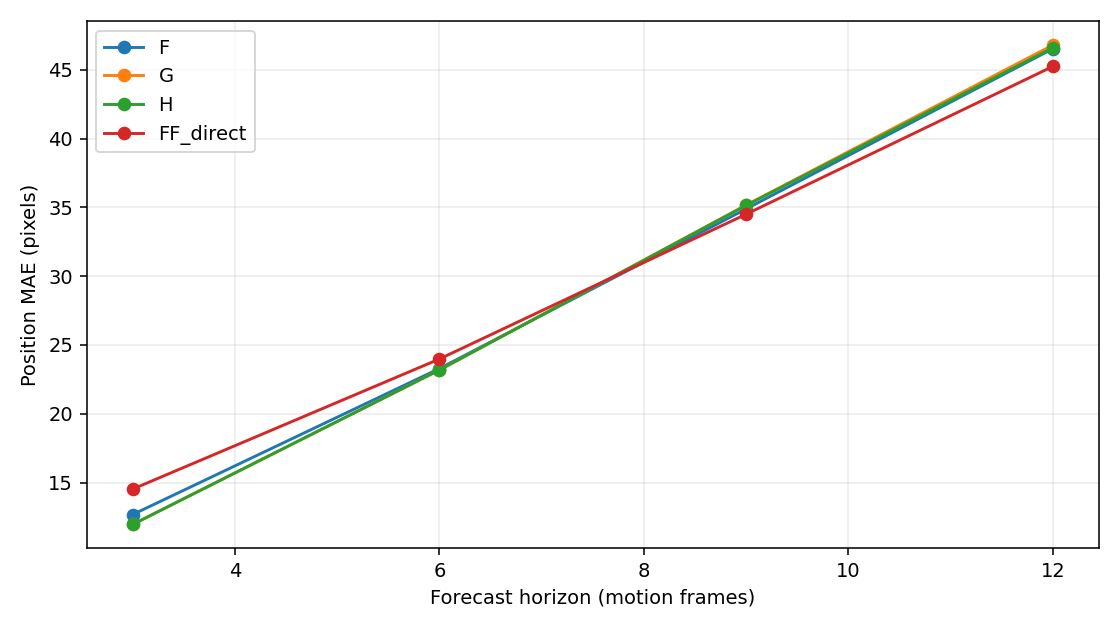 F
G
H
FF_direct
45
40
35
30
25
20
15
Position MAE (pixels)
4
6
8
10
12
Forecast horizon (motion frames)